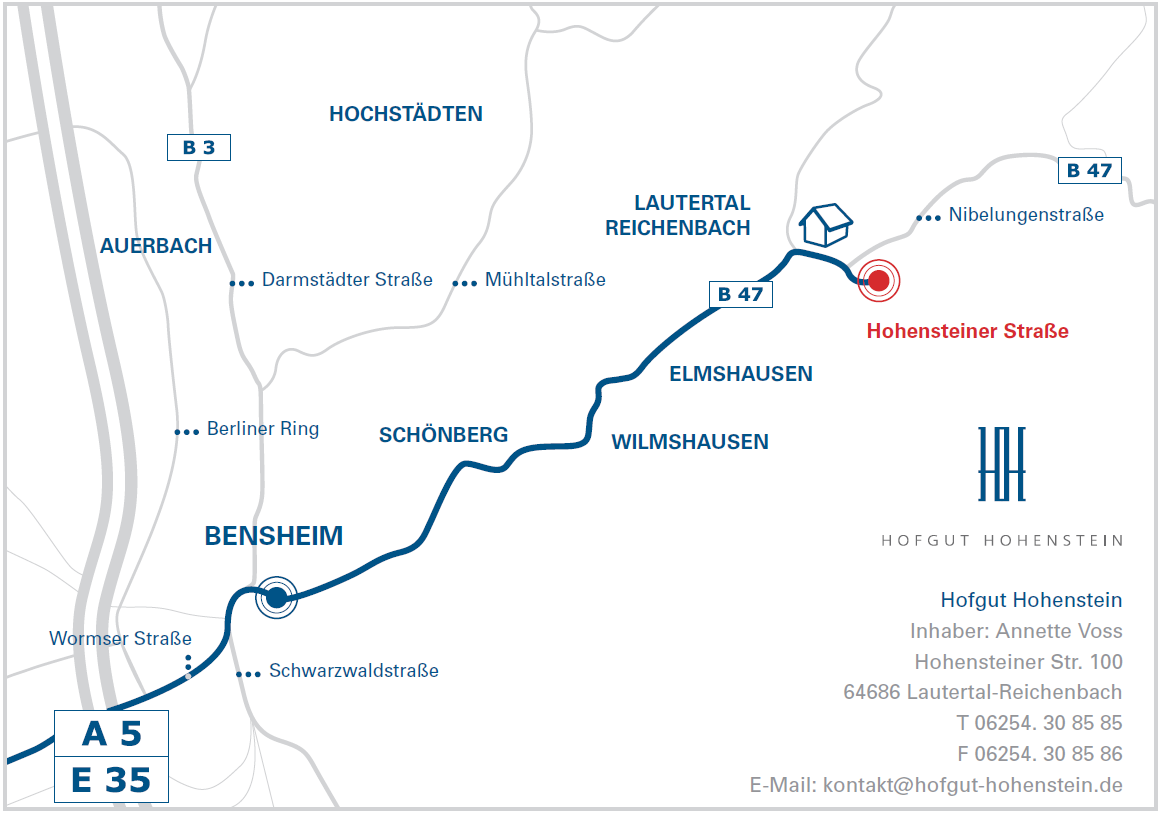 HOCHSTÄDTEN
B 3
B 47
LAUTERTAL
REICHENBACH
Nibelungenstraße
AUERBACH
Darmstädter Straße
Mühltalstraße
B 47
Hohensteiner Straße
ELMSHAUSEN
Berliner Ring
SCHÖNBERG
WILMSHAUSEN
BENSHEIM
HH
HOFGUT HOHENSTEIN
Wormser Straße
Schwarzwaldstraße
A 5
E 35
Hofgut Hohenstein
Inhaber: Annette Voss
Hohensteiner Str. 100
64686 Lautertal-Reichenbach
T 06254. 30 85 85
F 06254. 30 85 86
E-Mail: kontakt@hofgut-hohenstein.de